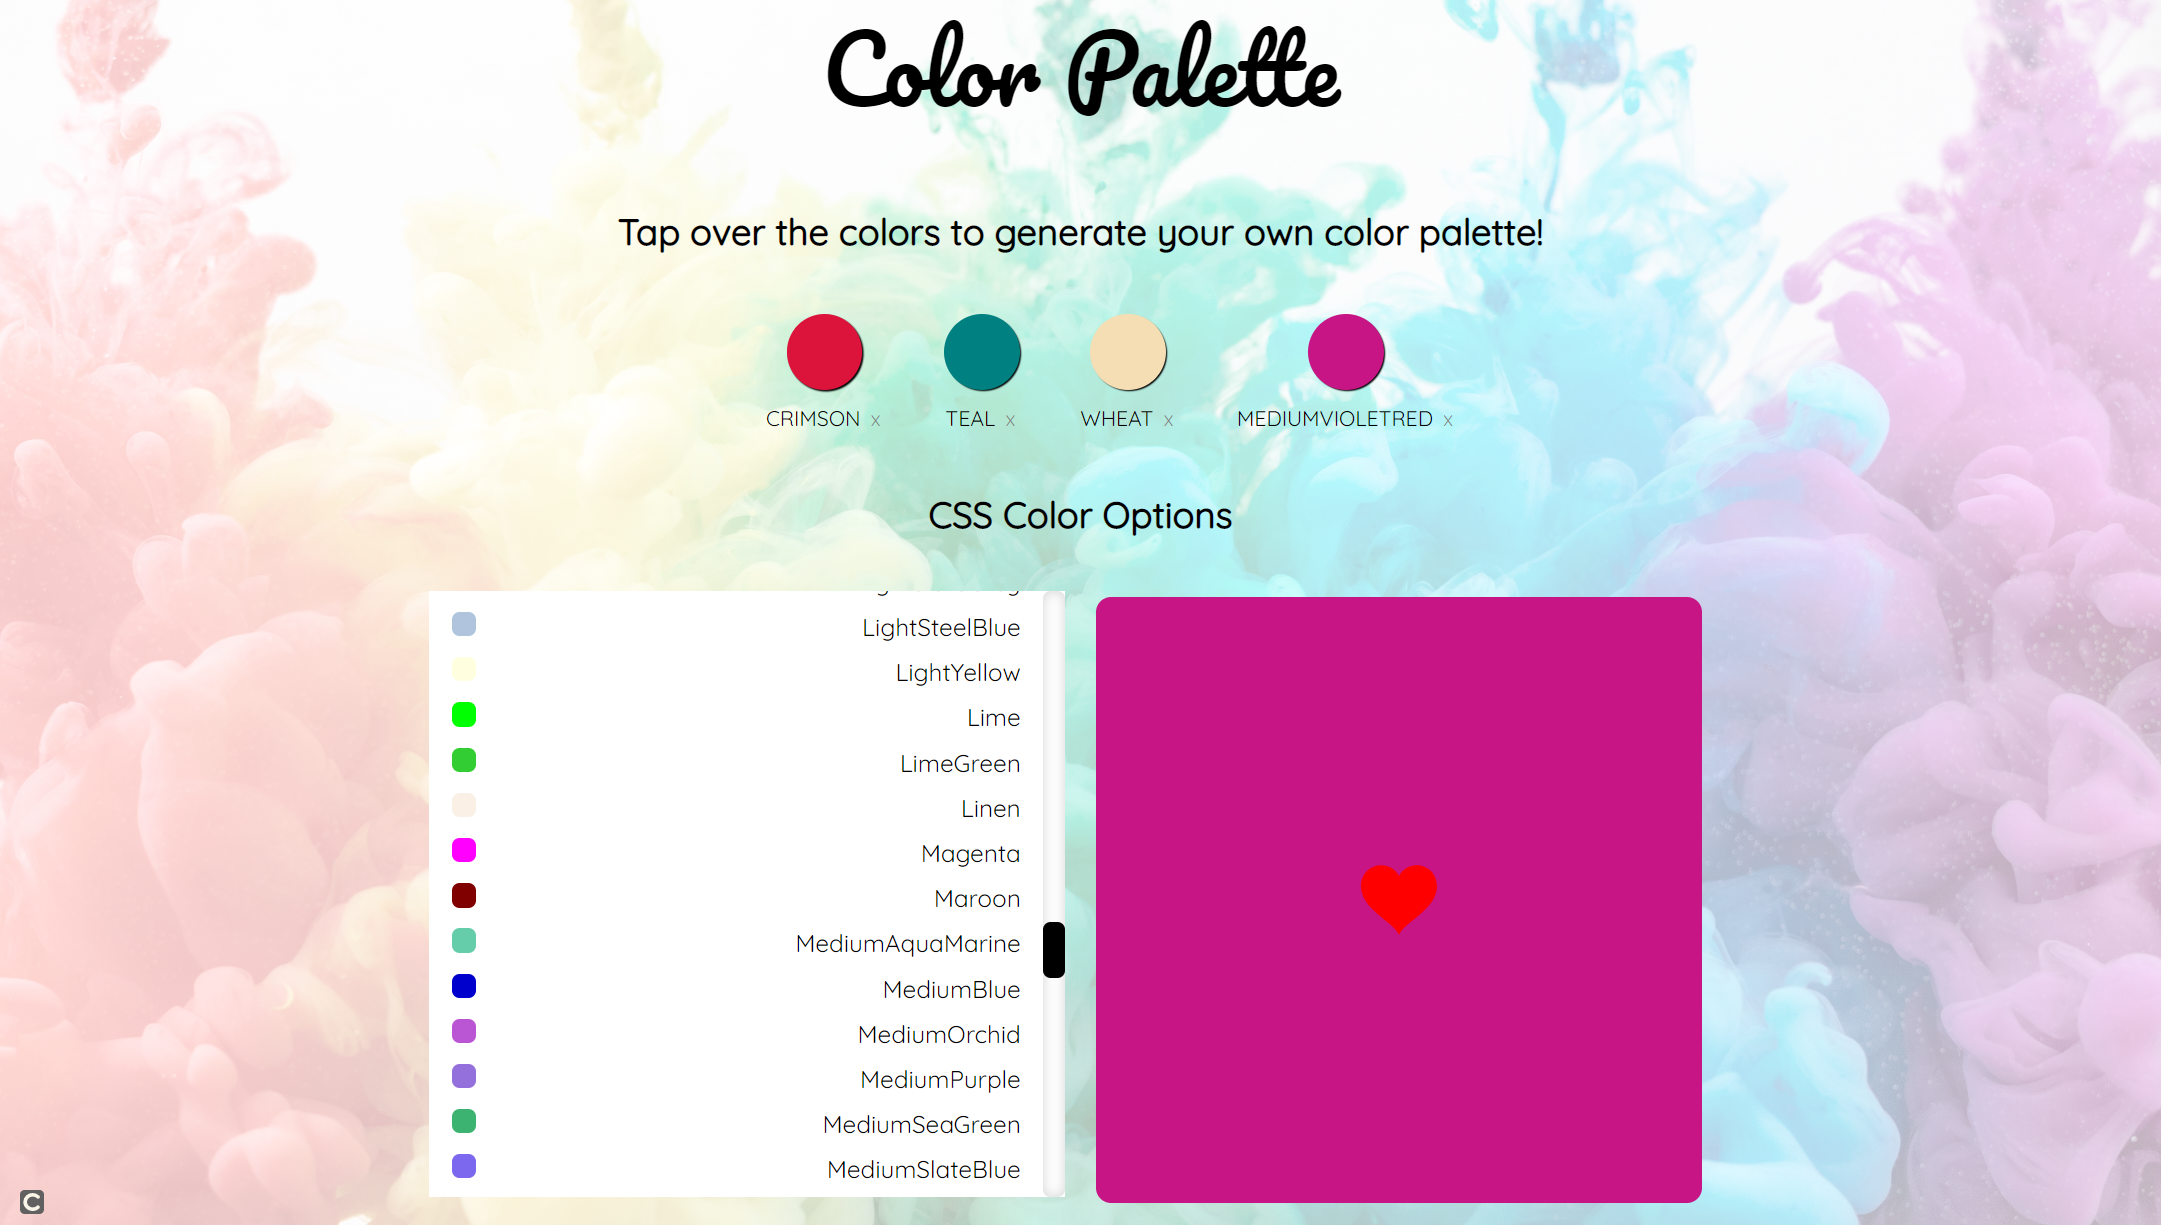 Color Palette
Tap over the colors to generate your own color palette!
CRIMSON x TEAL x WHEAT x MEDIUMVIOLETRED x
CSS Color Options
LightSteelBlue
LightYellow
Lime
LimeGreen
Linen
Magenta
Maroon
MediumAquaMarine
MediumBlue
MediumOrchid
MediumPurple
MediumSeaGreen
MediumSlateBlue
C